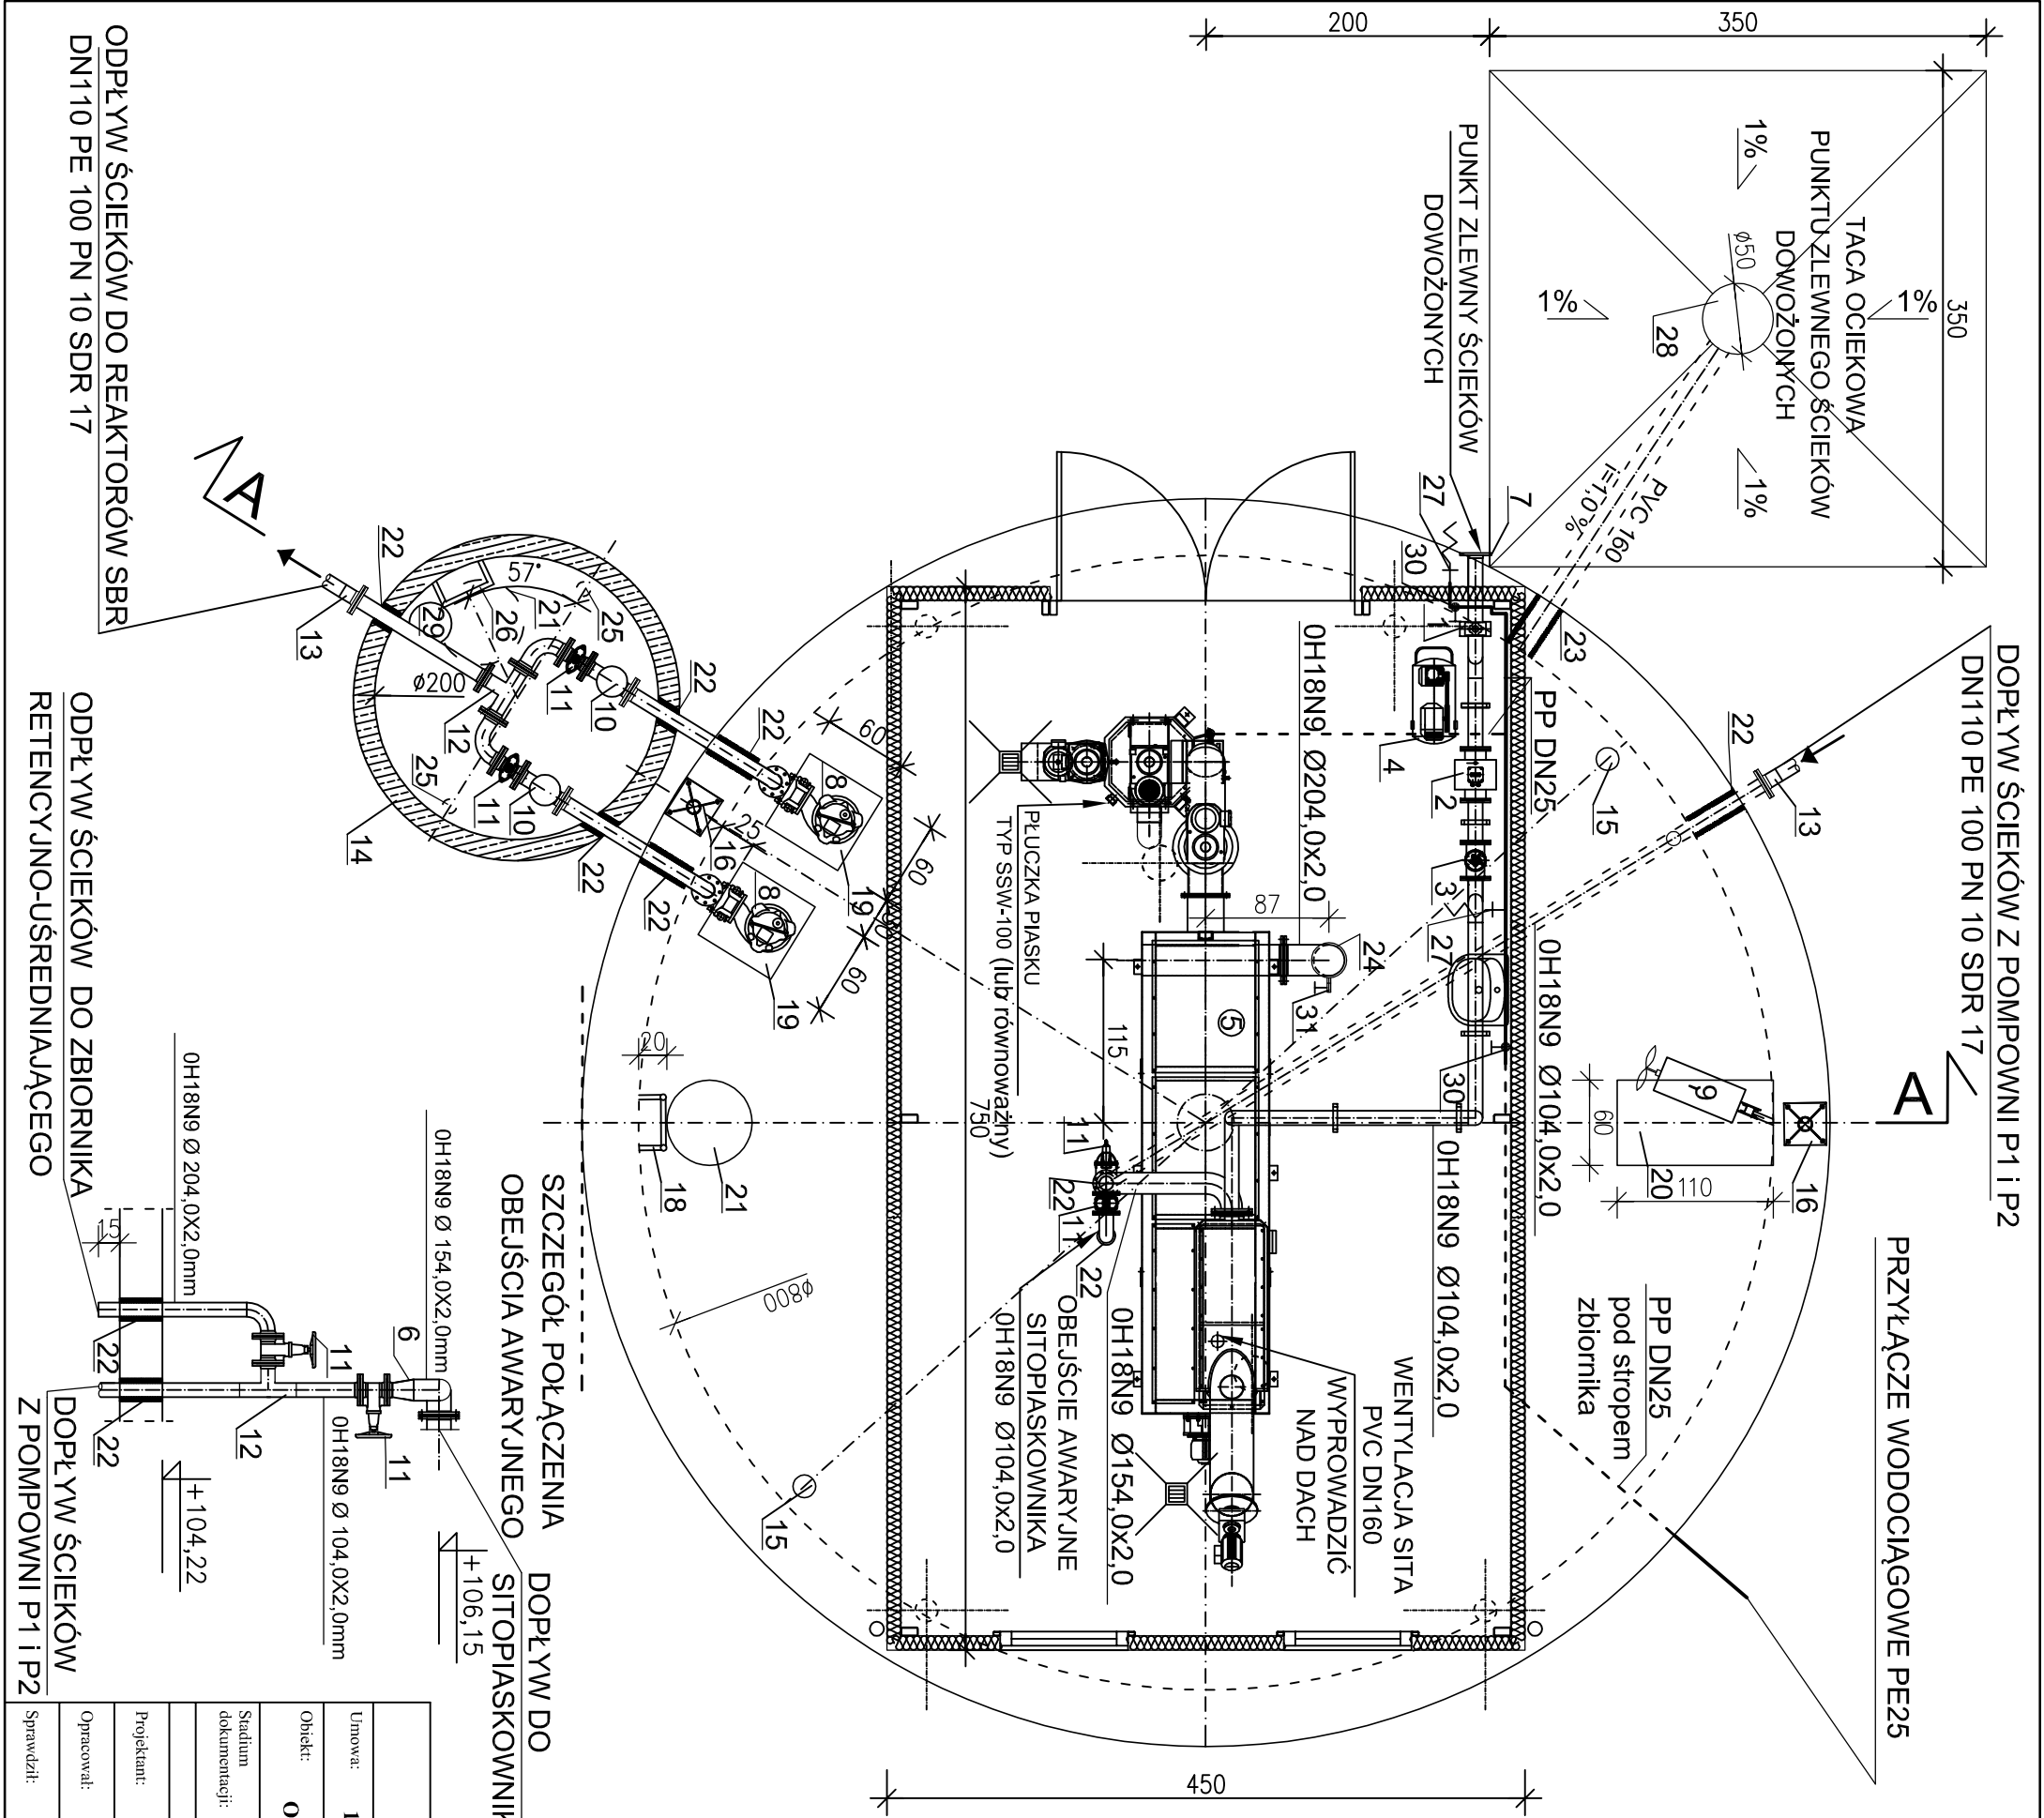 200
350
350
TACA OCIEKOWA
PUNKTU ZLEWNEGO ŚCIEKÓW
DOWOŻONYCH
1%
1%
1%
1%
ø50
28
PVC 160
i=1,0%
PUNKT ZLEWNY ŚCIEKÓW
DOWOŻONYCH
7
27
30
1
23
4
2
3
27
30
PP DN25
0H18N9 Ø204,0x2,0
0H18N9 Ø104,0x2,0
0H18N9 Ø104,0x2,0
DOPŁYW ŚCIEKÓW Z POMPOWNI P1 i P2
DN110 PE 100 PN 10 SDR 17
22
13
15
A
9
60
20
110
16
PRZYŁĄCZE WODOCIĄGOWE PE25
PP DN25
pod stropem
zbiornika
WENTYLACJA SITA
PVC DN160
WYPROWADZIĆ
NAD DACH
0H18N9 Ø154,0x2,0
OBEJŚCIE AWARYJNE
SITOPIASKOWNIKA
0H18N9 Ø104,0x2,0
PŁUCZKA PIASKU
TYP SSW-100 (lub równoważny)
87
24
31
5
115
750
11
22
11
22
15
450
ODPŁYW ŚCIEKÓW DO REAKTORÓW SBR
DN110 PE 100 PN 10 SDR 17
A
22
13
57°
29
26
21
25
11
10
22
22
ø200
12
25
11
10
22
22
14
60
8
19
25
16
8
19
60
60
20
18
21
ø800
SZCZEGÓŁ POŁĄCZENIA
OBEJŚCIA AWARYJNEGO
ODPŁYW ŚCIEKÓW DO ZBIORNIKA
RETENCYJNO-UŚREDNIAJĄCEGO
0H18N9 Ø 204,0X2,0mm
0H18N9 Ø 154,0X2,0mm
0H18N9 Ø 104,0X2,0mm
15
22
22
11
6
12
11
+104,22
+106,15
DOPŁYW DO
DOPŁYW ŚCIEKÓW
Z POMPOWNI P1 i P2
Umowa:
Obiekt:
Stadium
dokumentacji:
Projektant:
Opracował:
Sprawdził: